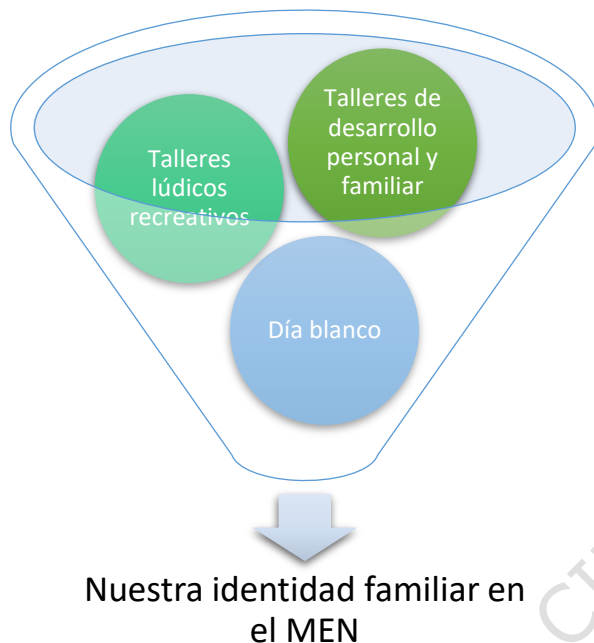 Talleres de
desarrollo
personal y
familiar
Talleres
lúdicos
recreativos
Día blanco
Nuestra identidad familiar en
el MEN